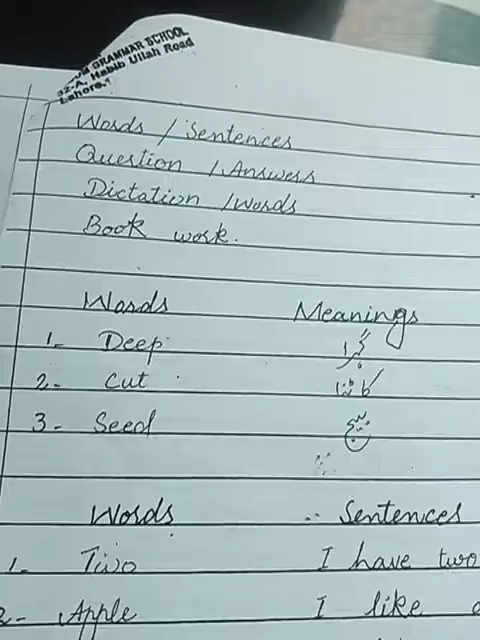 GRAMMAR SCHOOL
32-A, Habib Ullah Road
Lahore.
Words / Sentences
Question / Answers
Dictation / Words
Book work.
Words Meanings
1- Deep گہرا
2- Cut کاٹنا
3- Seed بیج
Words Sentences
1- Two I have two
2- Apple I like